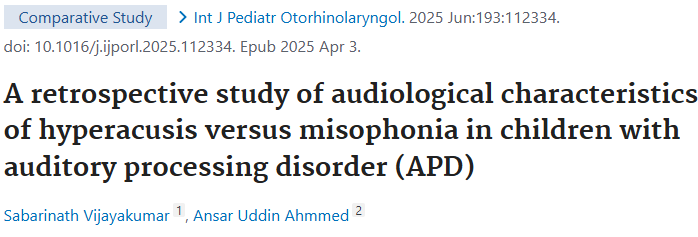 Comparative Study > Int J Pediatr Otorhinolaryngol. 2025 Jun:193:112334.
doi: 10.1016/j.ijporl.2025.112334. Epub 2025 Apr 3.
A retrospective study of audiological characteristics
of hyperacusis versus misophonia in children with
auditory processing disorder (APD)
Sabarinath Vijayakumar 1, Ansar Uddin Ahmmed 2